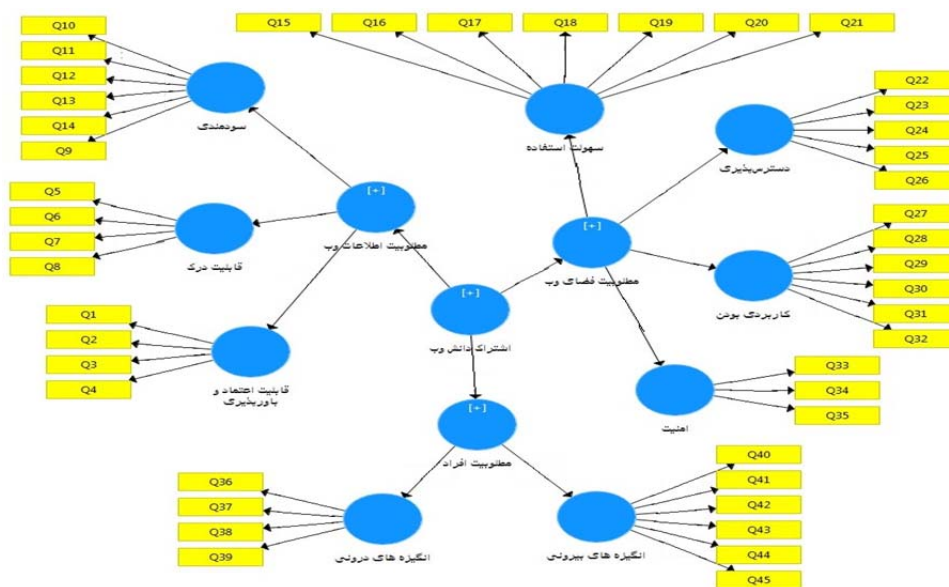 Q10
Q11
Q12
Q13
Q14
Q9
سودمندی
Q15
Q16
Q17
Q18
Q19
Q20
Q21
سهولت استفاده
Q22
Q23
Q24
Q25
Q26
دسترس‌پذیری
Q5
Q6
Q7
Q8
قابلیت درک
[+]
مطلوبیت اطلاعات وب
[+]
مطلوبیت فضای وب
Q27
Q28
Q29
Q30
Q31
Q32
کاربردی بودن
Q1
Q2
Q3
Q4
قابلیت اعتماد و
باورپذیری
[+]
اشتراک دانش وب
Q33
Q34
Q35
امنیت
[+]
مطلوبیت افراد
Q36
Q37
Q38
Q39
انگیزه های درونی
Q40
Q41
Q42
Q43
Q44
Q45
انگیزه های بیرونی